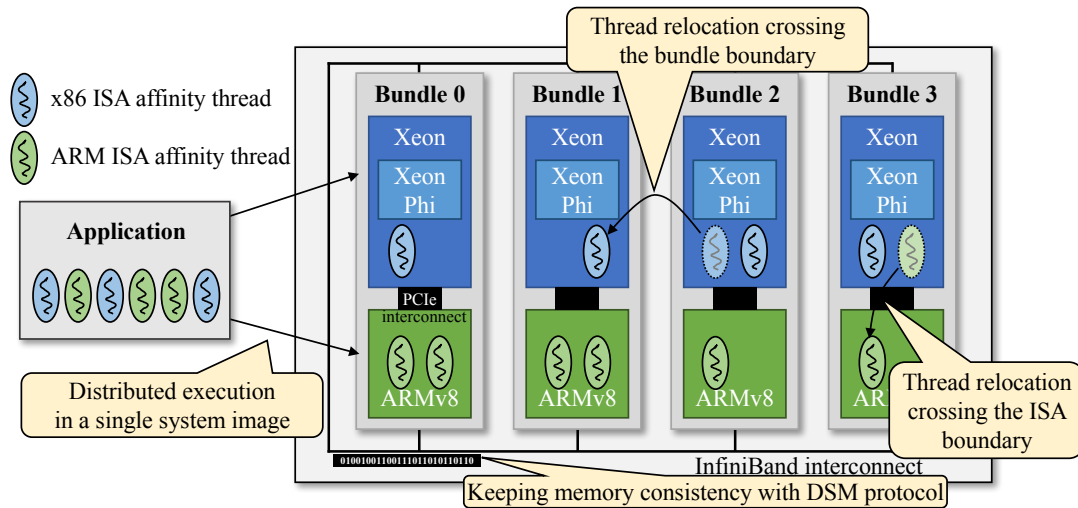 Thread relocation crossing
the bundle boundary
x86 ISA affinity thread
ARM ISA affinity thread
Application
Distributed execution
in a single system image
Bundle 0
Xeon
Xeon
Phi
PCIe
interconnect
ARMv8
Bundle 1
Xeon
Xeon
Phi
ARMv8
Bundle 2
Xeon
Xeon
Phi
ARMv8
Bundle 3
Xeon
Xeon
Phi
AR
Thread relocation
crossing the ISA
boundary
0100100110011101101010110110
InfiniBand interconnect
Keeping memory consistency with DSM protocol